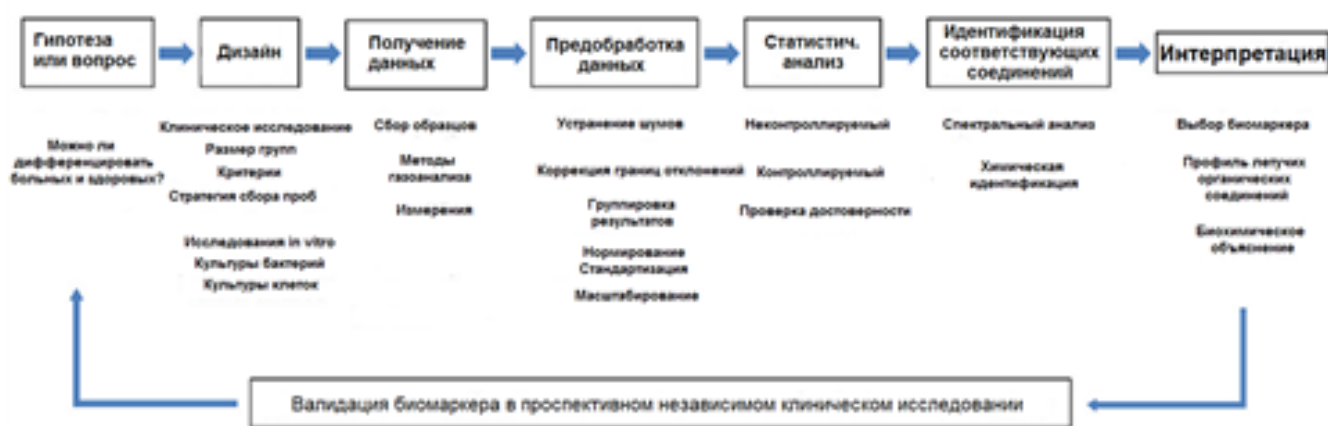 Гипотеза
или вопрос
Дизайн
Получение
данных
Предобработка
данных
Статистич.
анализ
Идентификация
соответствующих
соединений
Интерпретация
Можно ли
дифференцировать
больных и здоровых?
Клиническое исследование
Размер групп
Критерии
Стратегия сбора проб
Исследования in vitro
Культуры бактерий
Культуры клеток
Сбор образцов
Методы
газоанализа
Измерения
Устранение шумов
Коррекция границ отклонений
Группировка
результатов
Нормирование
Стандартизация
Масштабирование
Неконтроллируемый
Контроллируемый
Проверка достоверности
Спектральный анализ
Химическая
идентификация
Выбор биомаркера
Профиль летучих
органических
соединений
Биохимическое
объяснение
Валидация биомаркера в проспективном независимом клиническом исследовании